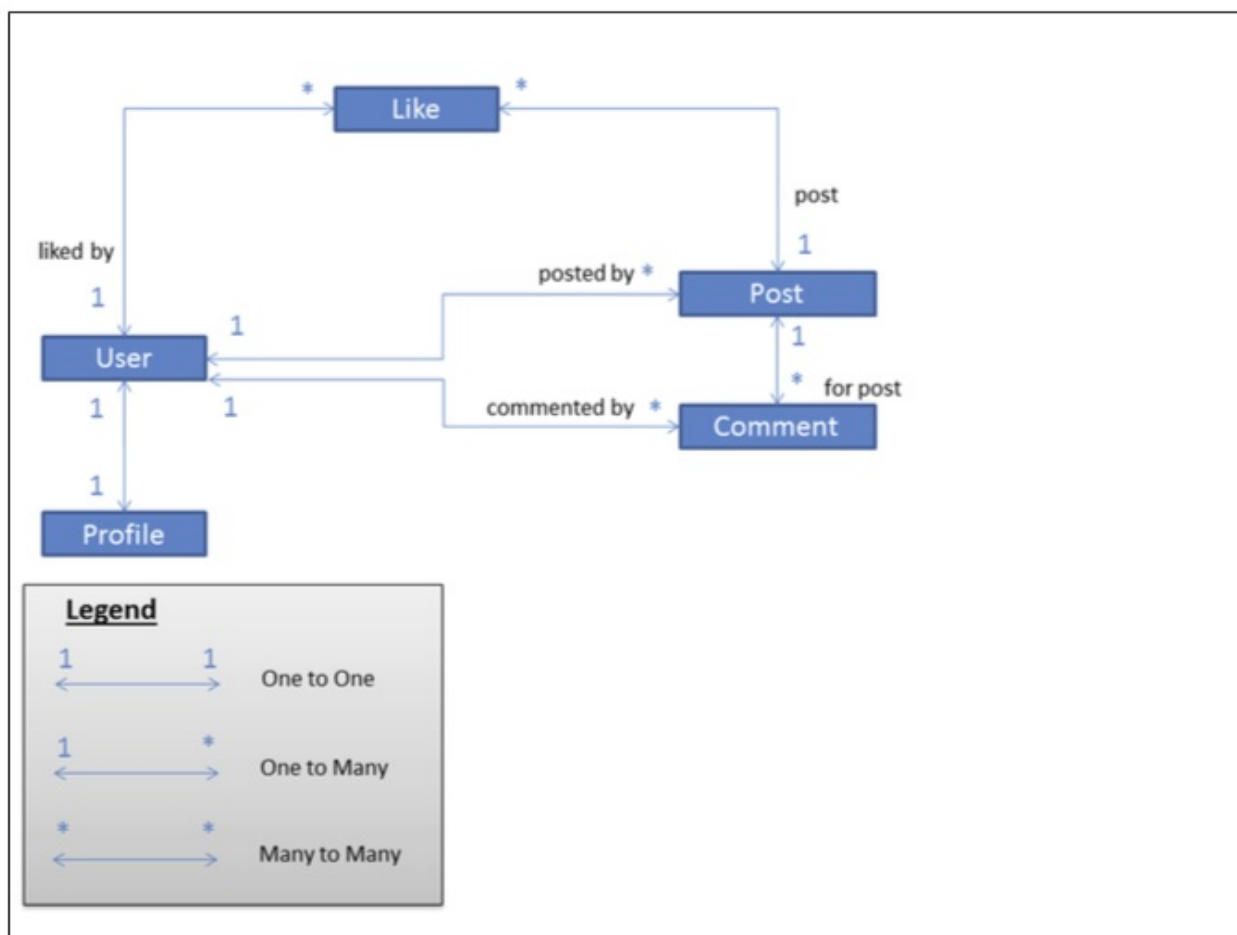 * *
Like
post
liked by
1
posted by *
1
Post
1
User
1
1
1
* for post
commented by *
Comment
1
Profile
Legend
1 1
One to One
1 *
One to Many
* *
Many to Many